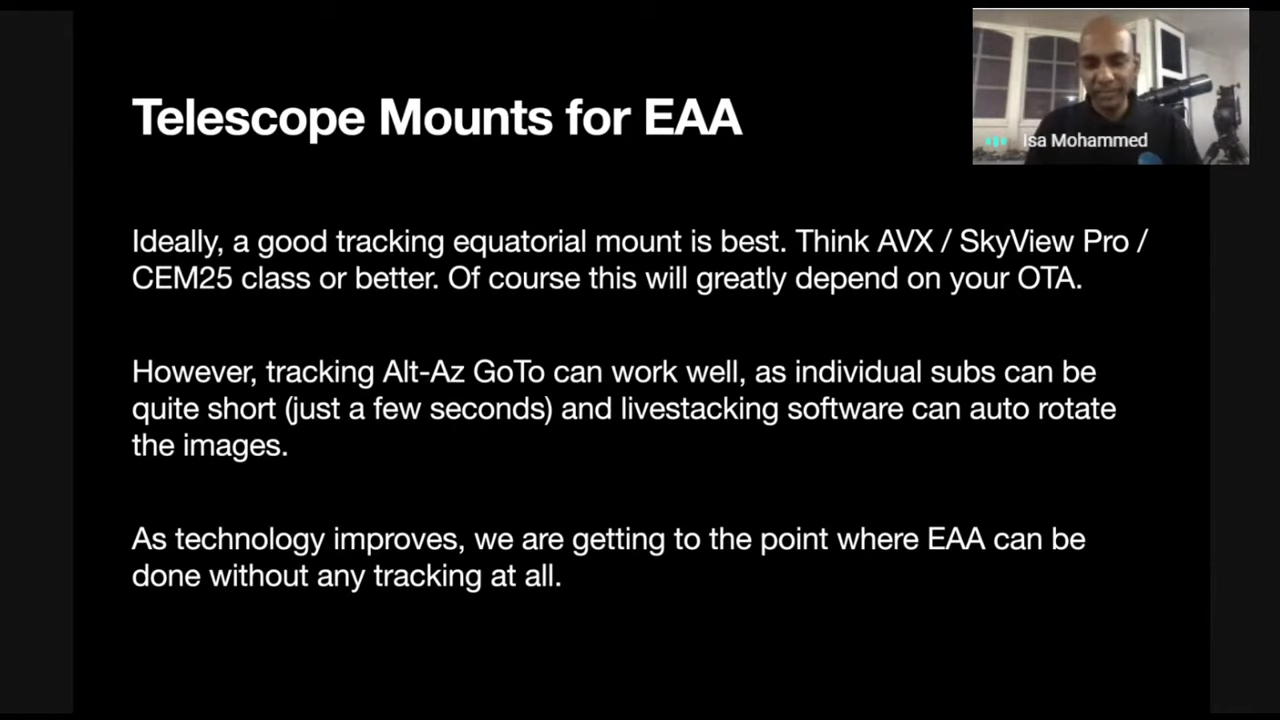 Telescope Mounts for EAA
Isa Mohammed
Ideally, a good tracking equatorial mount is best. Think AVX / SkyView Pro /
CEM25 class or better. Of course this will greatly depend on your OTA.
However, tracking Alt-Az GoTo can work well, as individual subs can be
quite short (just a few seconds) and livestacking software can auto rotate
the images.
As technology improves, we are getting to the point where EAA can be
done without any tracking at all.